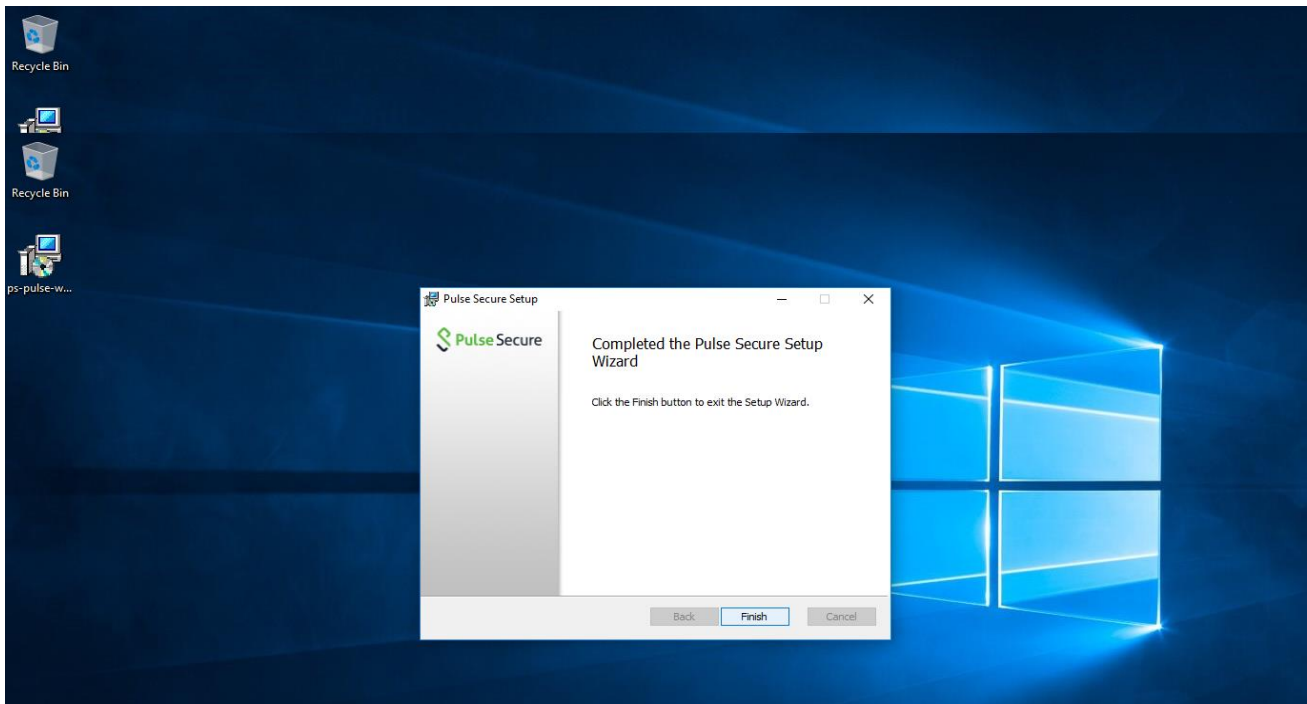 Recycle Bin
Recycle Bin
ps-pulse-w...
Pulse Secure Setup
Pulse Secure
Completed the Pulse Secure Setup
Wizard
Click the Finish button to exit the Setup Wizard.
Back
Finish
Cancel